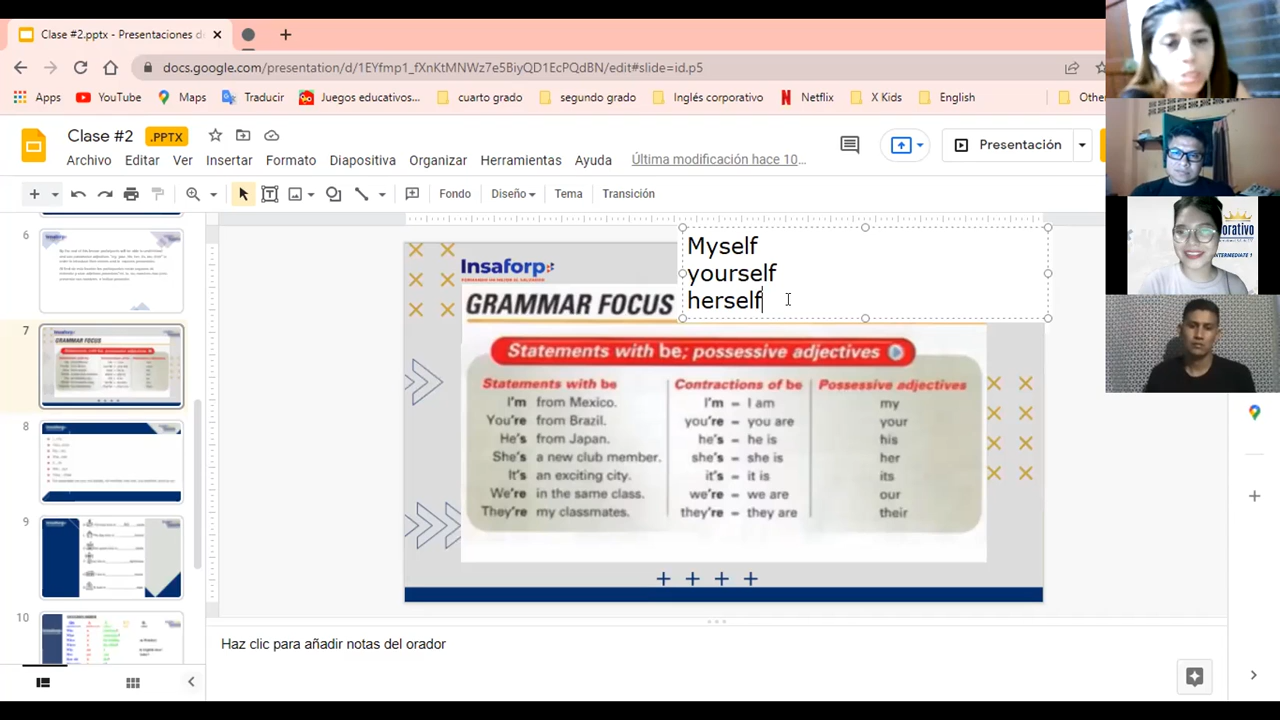 Clase #2.pptx - Presentaciones d
docs.google.com/presentation/d/1EYfmp1_fXnKtMNWz7e5BiyQD1EcPQdBN/edit#slide=id.p5
Apps YouTube Maps Traducir Juegos educativos... cuarto grado segundo grado Inglés corporativo Netflix X Kids English Other
Clase #2 .PPTX
Archivo Editar Ver Insertar Formato Diapositiva Organizar Herramientas Ayuda Última modificación hace 10...
Presentación
Fondo Diseño Tema Transición
6
7
8
9
10
Myself
yourself
herself
Insaforp
GRAMMAR FOCUS
Statements with be; possessive adjectives
Statements with be Contractions of be Possessive adjectives
I'm from Mexico. I'm = I am my
You're from Brazil. you're = you are your
He's from Japan. he's = he is his
She's a new club member. she's = she is her
It's an exciting city. it's = it is its
We're in the same class. we're = we are our
They're my classmates. they're = they are their
Haz clic para añadir notas del orador
orativo
INTERMEDIATE 1